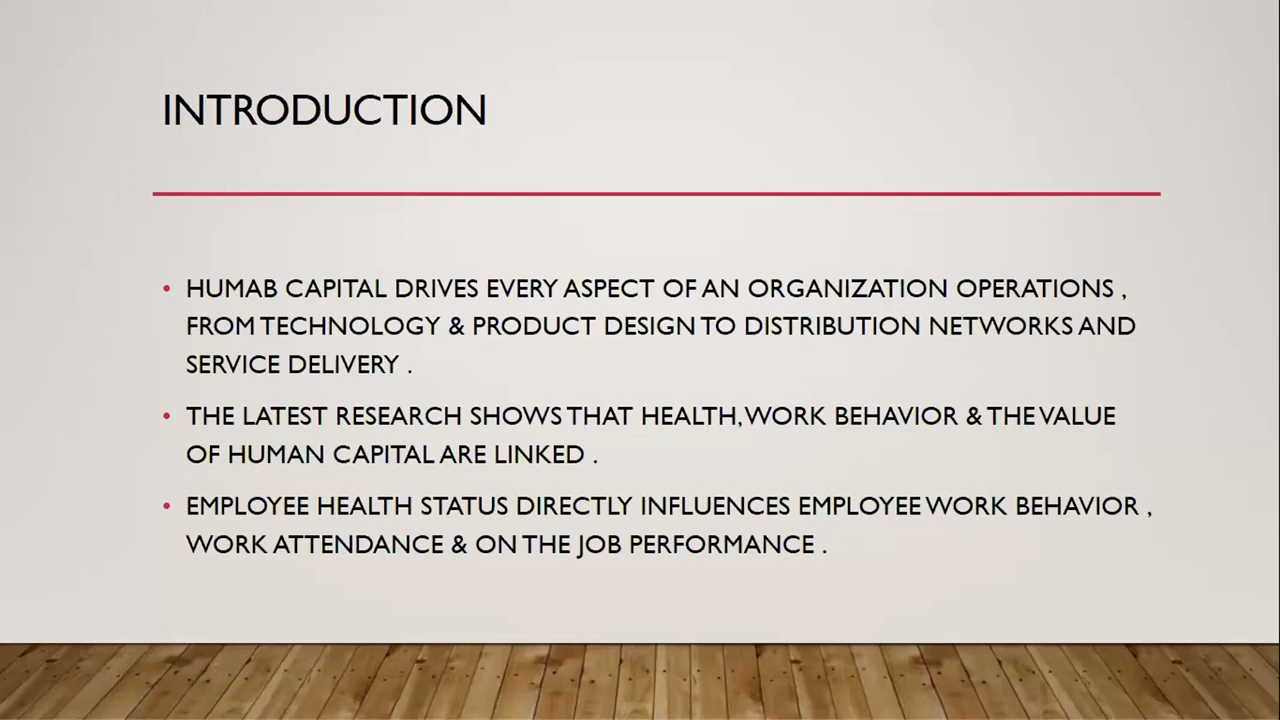 INTRODUCTION
• HUMAB CAPITAL DRIVES EVERY ASPECT OF AN ORGANIZATION OPERATIONS ,
FROM TECHNOLOGY & PRODUCT DESIGN TO DISTRIBUTION NETWORKS AND
SERVICE DELIVERY .
• THE LATEST RESEARCH SHOWS THAT HEALTH, WORK BEHAVIOR & THE VALUE
OF HUMAN CAPITAL ARE LINKED .
• EMPLOYEE HEALTH STATUS DIRECTLY INFLUENCES EMPLOYEE WORK BEHAVIOR ,
WORK ATTENDANCE & ON THE JOB PERFORMANCE .